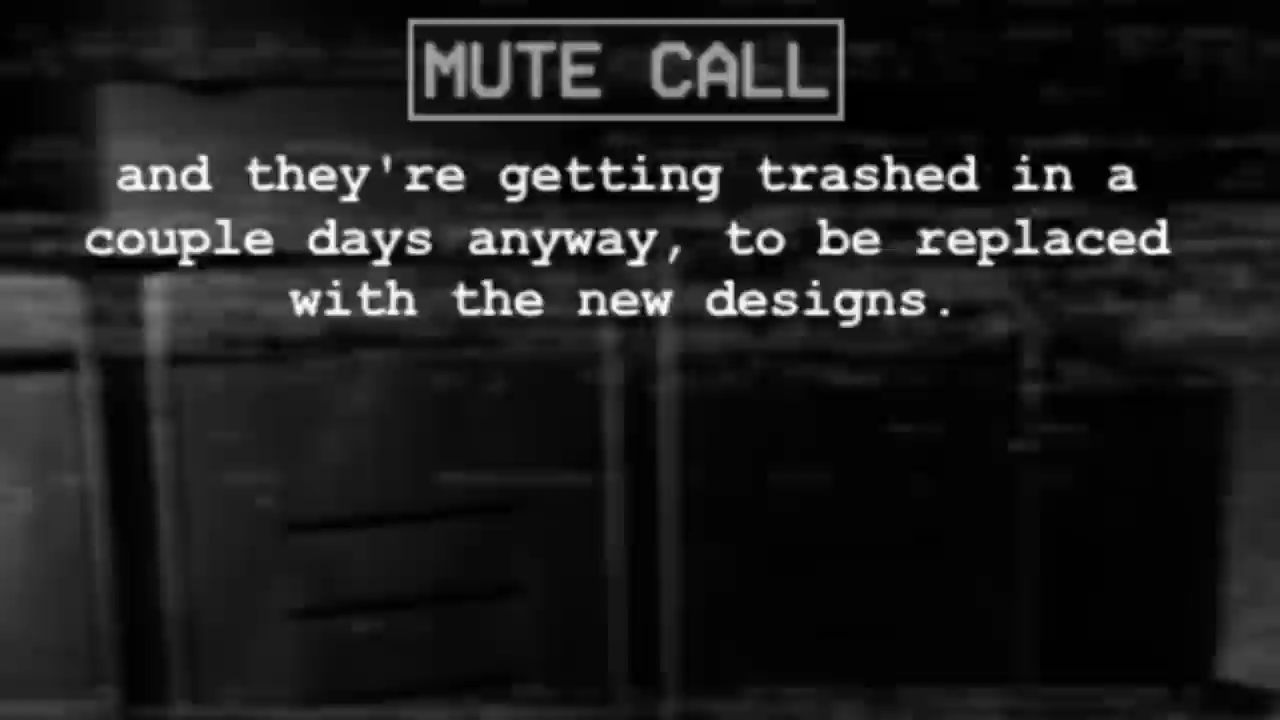 MUTE CALL
and they're getting trashed in a
couple days anyway, to be replaced
with the new designs.